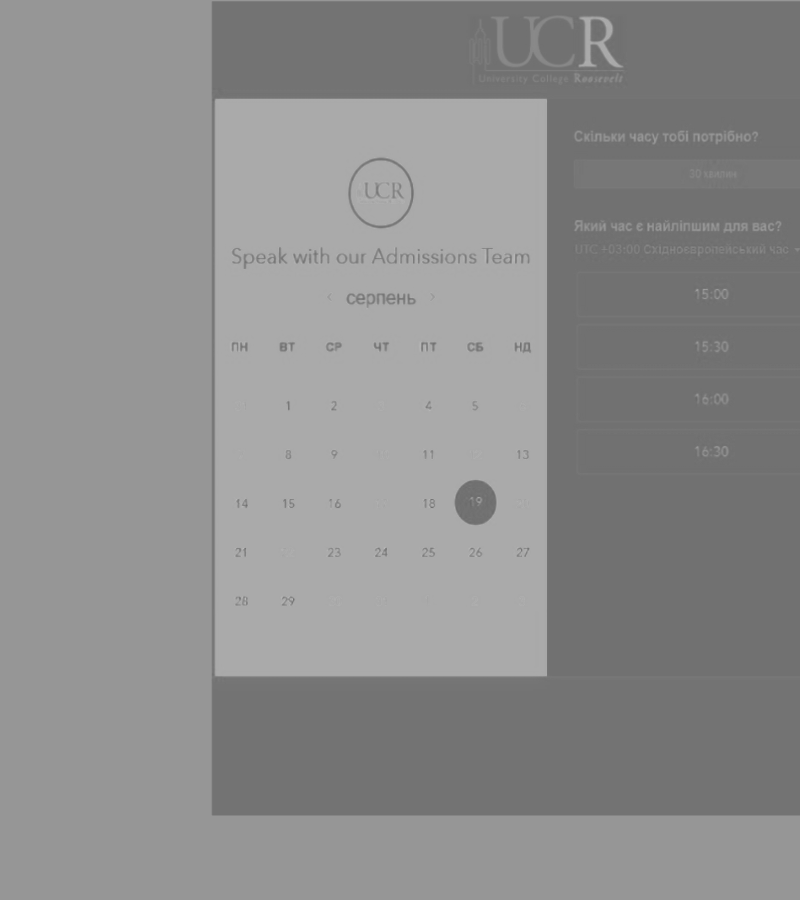 UCR
University College Roosevelt
UCR
Speak with our Admissions Team
‹ серпень ›
ПН ВТ СР ЧТ ПТ СБ НД
1 2 4 5
8 9 11 13
14 15 16 18 19
21 23 24 25 26 27
28 29
Скільки часу тобі потрібно?
30 хвилин
Який час є найліпшим для вас?
UTC +03:00 Східноєвропейський час
15:00
15:30
16:00
16:30